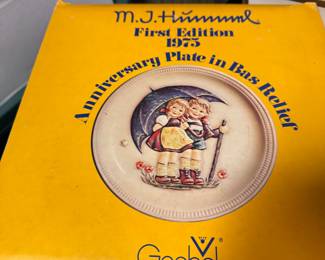 M.J.Hummel
First Edition
1975
Anniversary Plate in Bas Relief
Goebel
®